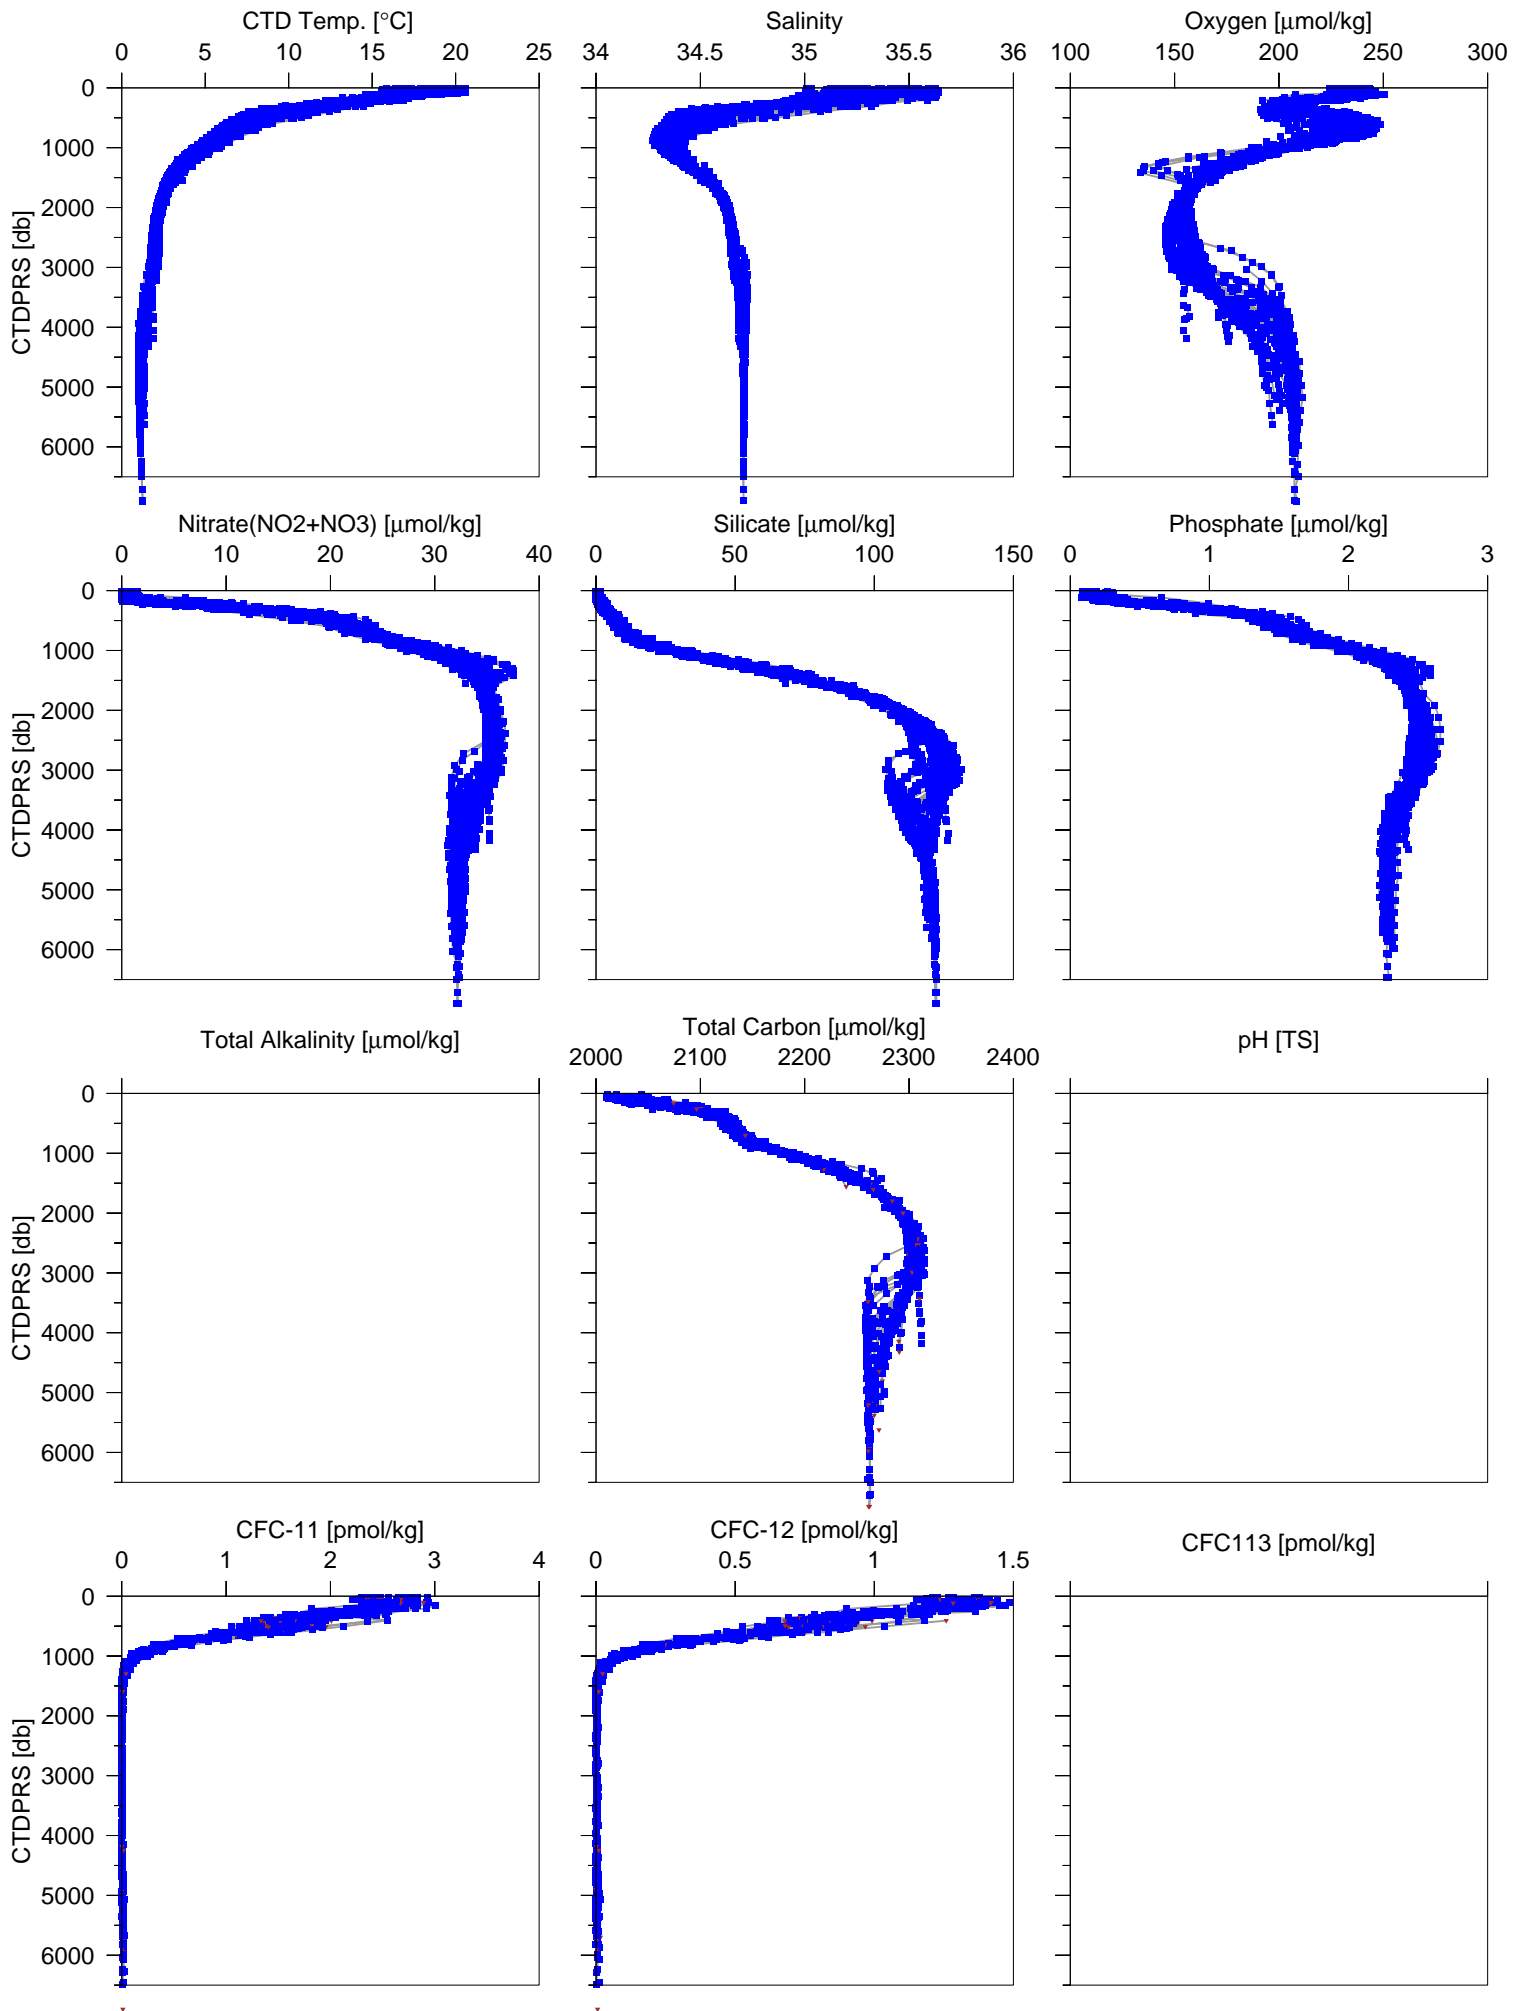 CTD Temp. [°C] Salinity Oxygen [μmol/kg]
0 5 10 15 20 25 34 34.5 35 35.5 36 100 150 200 250 300
0
1000
2000
3000
4000
5000
6000
CTDPRS [db]
Nitrate(NO2+NO3) [μmol/kg] Silicate [μmol/kg] Phosphate [μmol/kg]
0 10 20 30 40 0 50 100 150 0 1 2 3
0
1000
2000
3000
4000
5000
6000
CTDPRS [db]
Total Alkalinity [μmol/kg] Total Carbon [μmol/kg] pH [TS]
2000 2100 2200 2300 2400
0
1000
2000
3000
4000
5000
6000
CTDPRS [db]
CFC-11 [pmol/kg] CFC-12 [pmol/kg] CFC113 [pmol/kg]
0 1 2 3 4 0 0.5 1 1.5
0
1000
2000
3000
4000
5000
6000
CTDPRS [db]